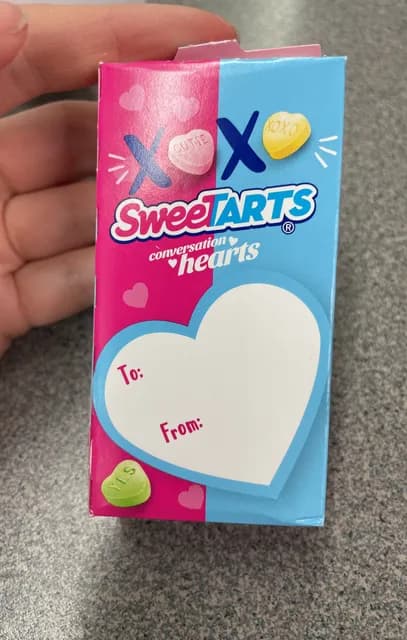 X CUTIE X XOXO
SWEETARTS®
conversation
hearts
To:
From:
YES